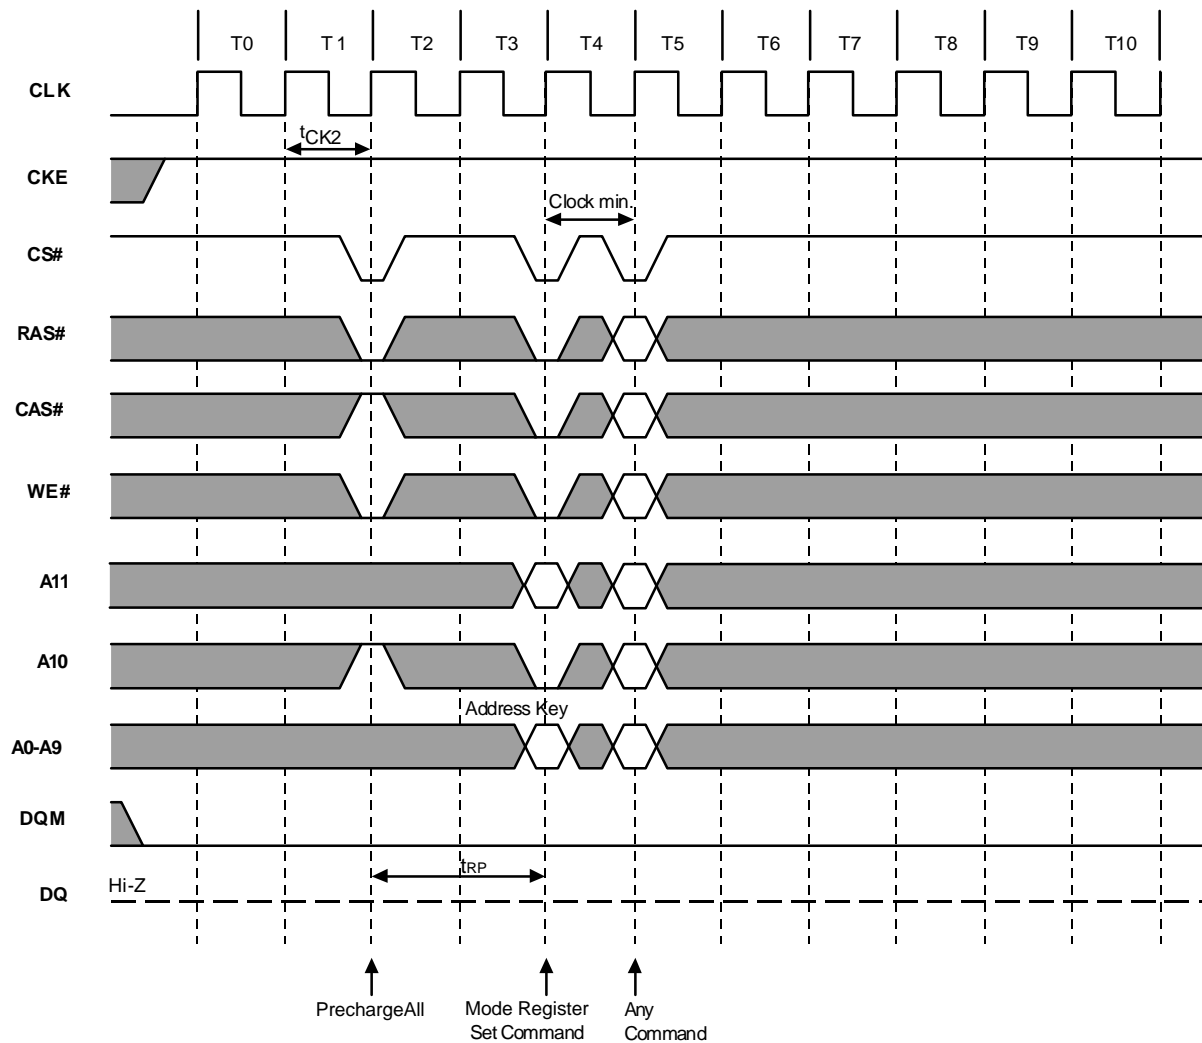 T0 T1 T2 T3 T4 T5 T6 T7 T8 T9 T10
CLK
tCK2
CKE
Clock min.
CS#
RAS#
CAS#
WE#
A11
A10
Address Key
A0-A9
DQM
tRP
Hi-Z
DQ
PrechargeAll
Mode Register
Set Command
Any
Command